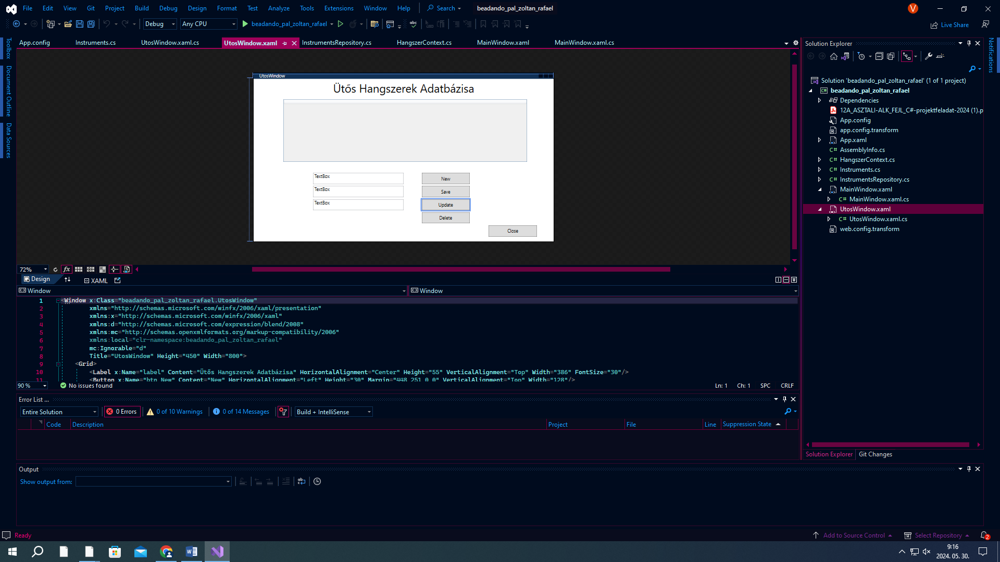 File Edit View Git Project Build Debug Design Format Test Analyze Tools Extensions Window Help Search beadando_pal_zoltan_rafael V
Debug Any CPU beadando_pal_zoltan_rafael Live Share
App.config Instruments.cs UtosWindow.xaml.cs UtosWindow.xaml InstrumentsRepository.cs HangszerContext.cs MainWindow.xaml MainWindow.xaml.cs
Toolbox
Document Outline
Data Sources
UtosWindow
Ütős Hangszerek Adatbázisa
TextBox New
TextBox Save
TextBox Update
Delete
Close
72%
Design XAML
Window Window
1 <Window x:Class="beadando_pal_zoltan_rafael.UtosWindow"
2 xmlns="http://schemas.microsoft.com/winfx/2006/xaml/presentation"
3 xmlns:x="http://schemas.microsoft.com/winfx/2006/xaml"
4 xmlns:d="http://schemas.microsoft.com/expression/blend/2008"
5 xmlns:mc="http://schemas.openxmlformats.org/markup-compatibility/2006"
6 xmlns:local="clr-namespace:beadando_pal_zoltan_rafael"
7 mc:Ignorable="d"
8 Title="UtosWindow" Height="450" Width="800">
9 <Grid>
10 <Label x:Name="label" Content="Ütős Hangszerek Adatbázisa" HorizontalAlignment="Center" Height="55" VerticalAlignment="Top" Width="386" FontSize="30"/>
11 <Button x:Name="btn_New" Content="New" HorizontalAlignment="Left" Height="30" Margin="448,251,0,0" VerticalAlignment="Top" Width="128"/>
90 % No issues found Ln: 1 Ch: 1 SPC CRLF
Error List ...
Entire Solution 0 Errors 0 of 10 Warnings 0 of 14 Messages Build + IntelliSense
Code Description Project File Line Suppression State
Output
Show output from:
Solution Explorer
Solution 'beadando_pal_zoltan_rafael' (1 of 1 project)
beadando_pal_zoltan_rafael
Dependencies
12A_ASZTALI-ALK_FEJL_C#-projektfeladat-2024 (1).p
App.config
app.config.transform
App.xaml
C# AssemblyInfo.cs
C# HangszerContext.cs
C# Instruments.cs
C# InstrumentsRepository.cs
MainWindow.xaml
C# MainWindow.xaml.cs
UtosWindow.xaml
C# UtosWindow.xaml.cs
web.config.transform
Solution Explorer Git Changes
Notifications
Ready Add to Source Control Select Repository 2
9:16
2024. 05. 30.